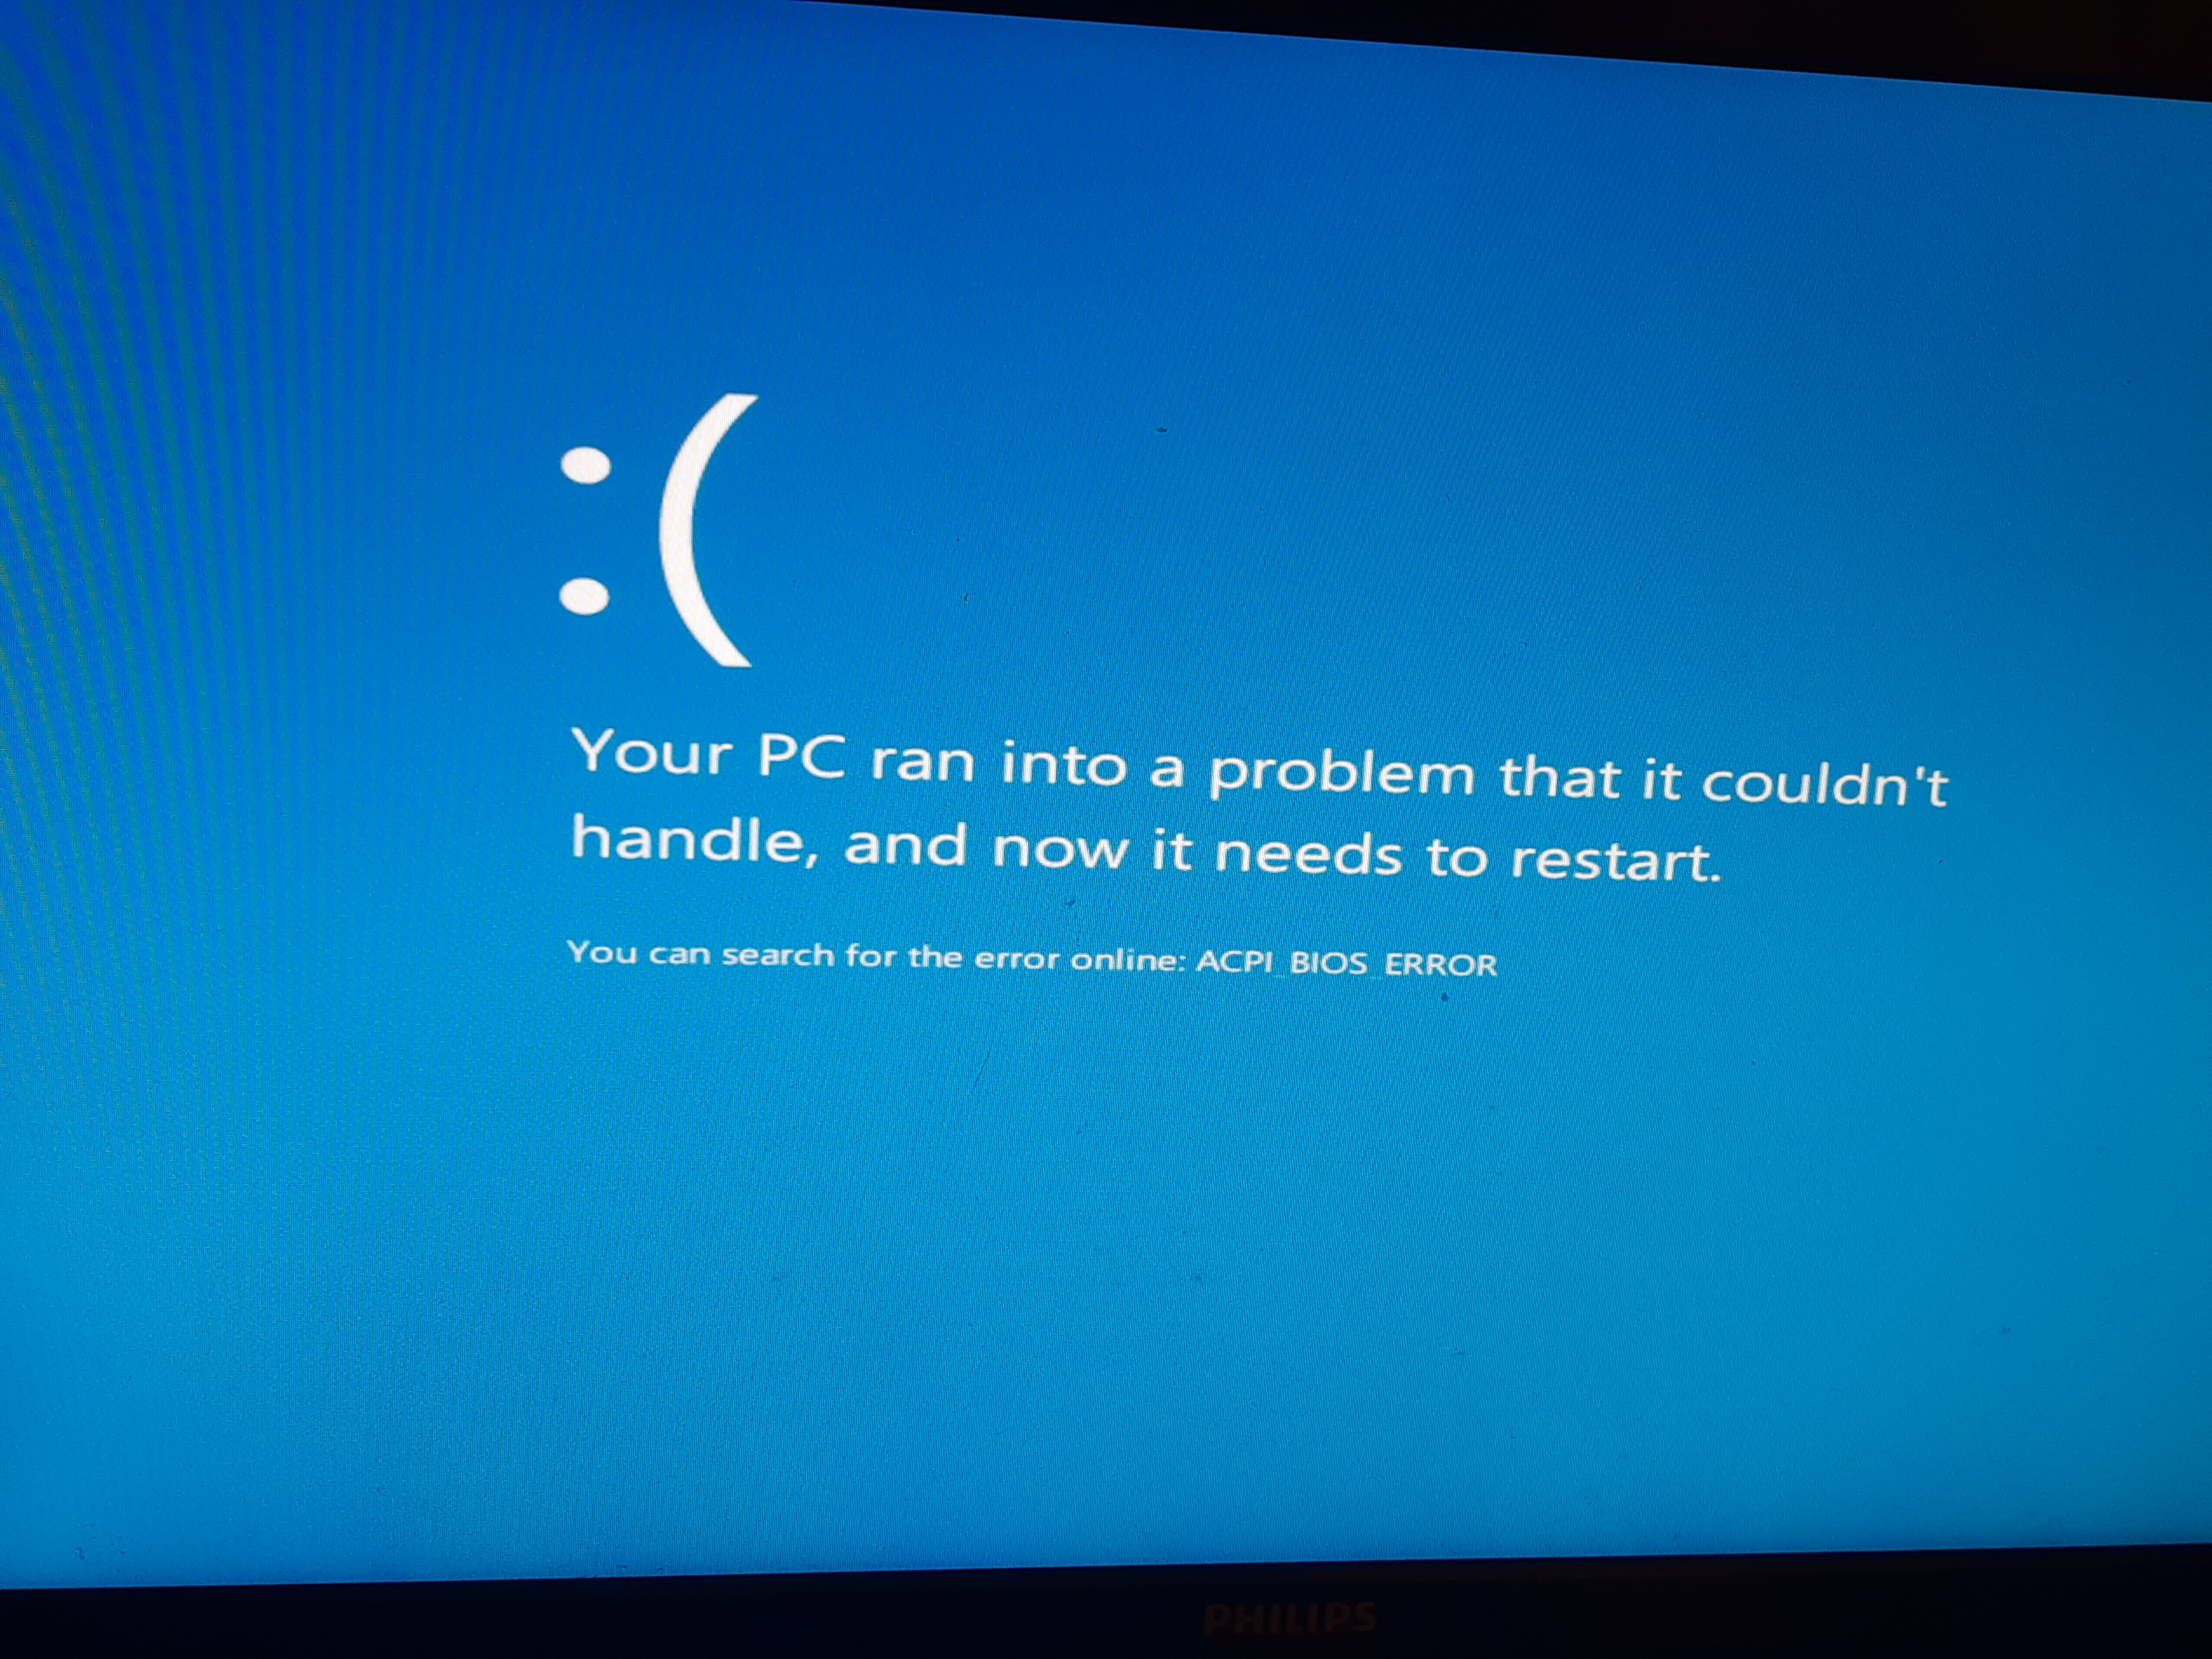 :(
Your PC ran into a problem that it couldn't
handle, and now it needs to restart.
You can search for the error online: ACPI_BIOS_ERROR
PHILIPS